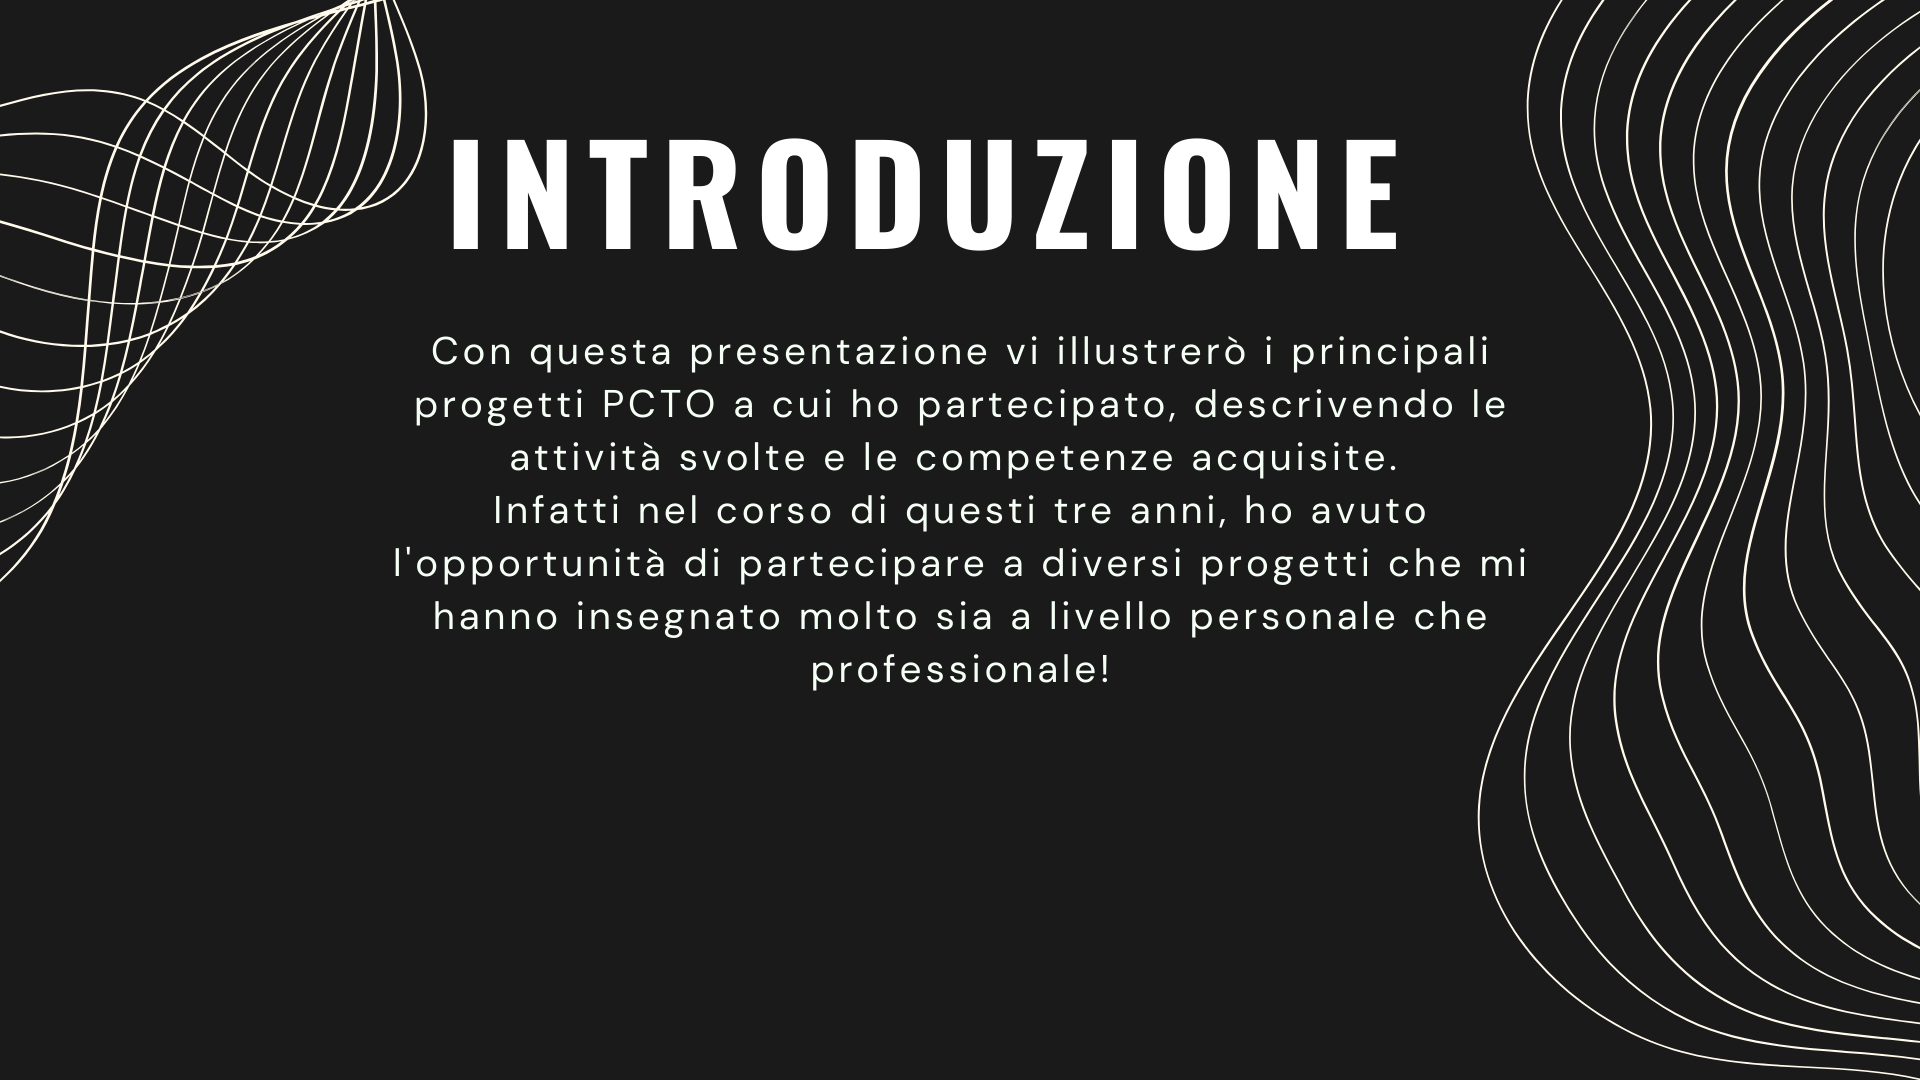 INTRODUZIONE
Con questa presentazione vi illustrerò i principali
progetti PCTO a cui ho partecipato, descrivendo le
attività svolte e le competenze acquisite.
Infatti nel corso di questi tre anni, ho avuto
l'opportunità di partecipare a diversi progetti che mi
hanno insegnato molto sia a livello personale che
professionale!